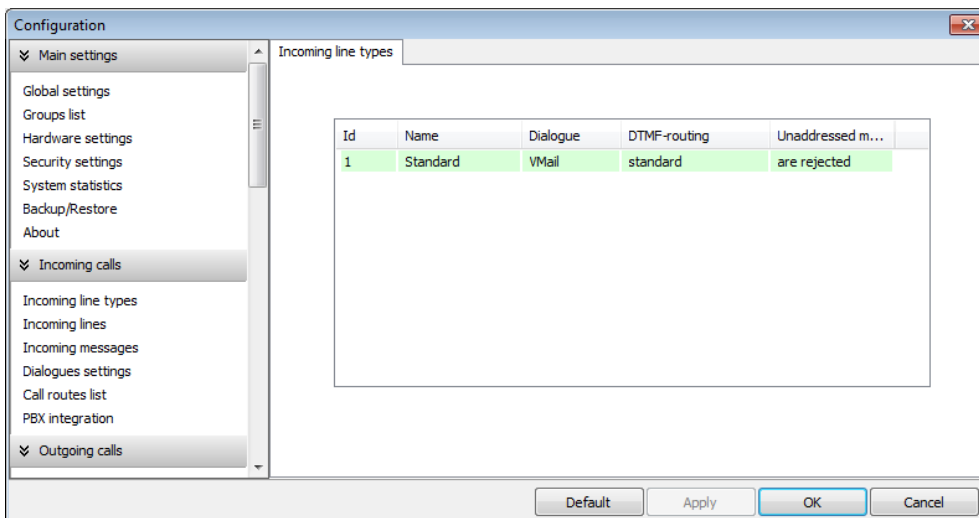 Configuration
Main settings
Global settings
Groups list
Hardware settings
Security settings
System statistics
Backup/Restore
About
Incoming calls
Incoming line types
Incoming lines
Incoming messages
Dialogues settings
Call routes list
PBX integration
Outgoing calls
Incoming line types
Id Name Dialogue DTMF-routing Unaddressed m...
1 Standard VMail standard are rejected
Default Apply OK Cancel